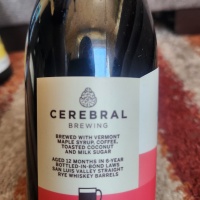 CEREBRAL
BREWING
BREWED WITH VERMONT
MAPLE SYRUP, COFFEE,
TOASTED COCONUT
AND MILK SUGAR
AGED 12 MONTHS IN 6-YEAR
BOTTLED-IN-BOND LAWS
SAN LUIS VALLEY STRAIGHT
RYE WHISKEY BARRELS